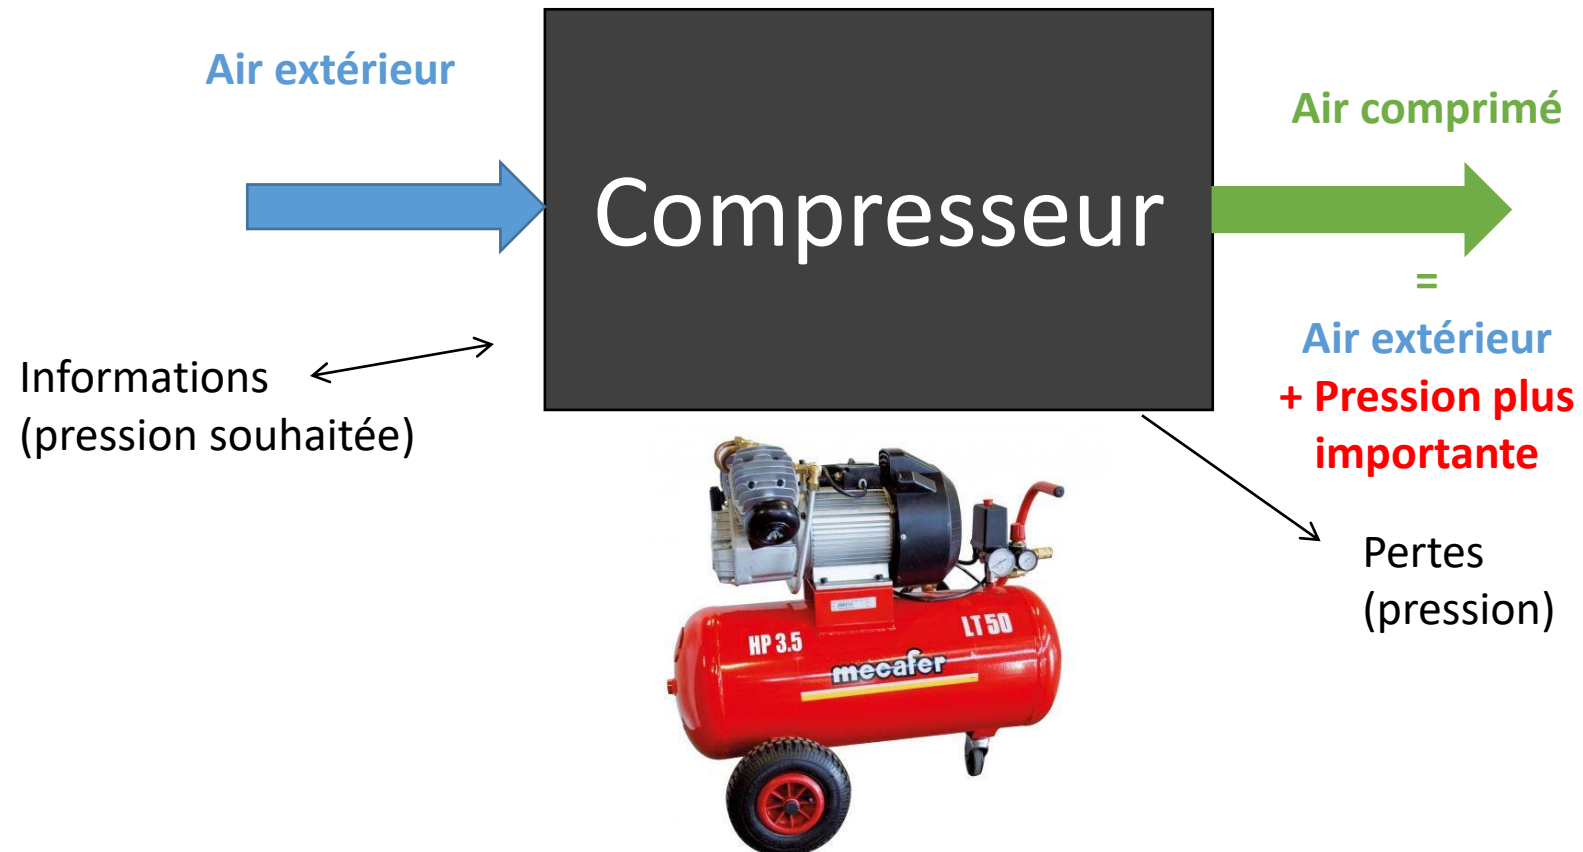 Air extérieur
Compresseur
Air comprimé
=
Air extérieur
+ Pression plus
importante
Informations
(pression souhaitée)
Pertes
(pression)
HP 3.5
LT 50
mecafer